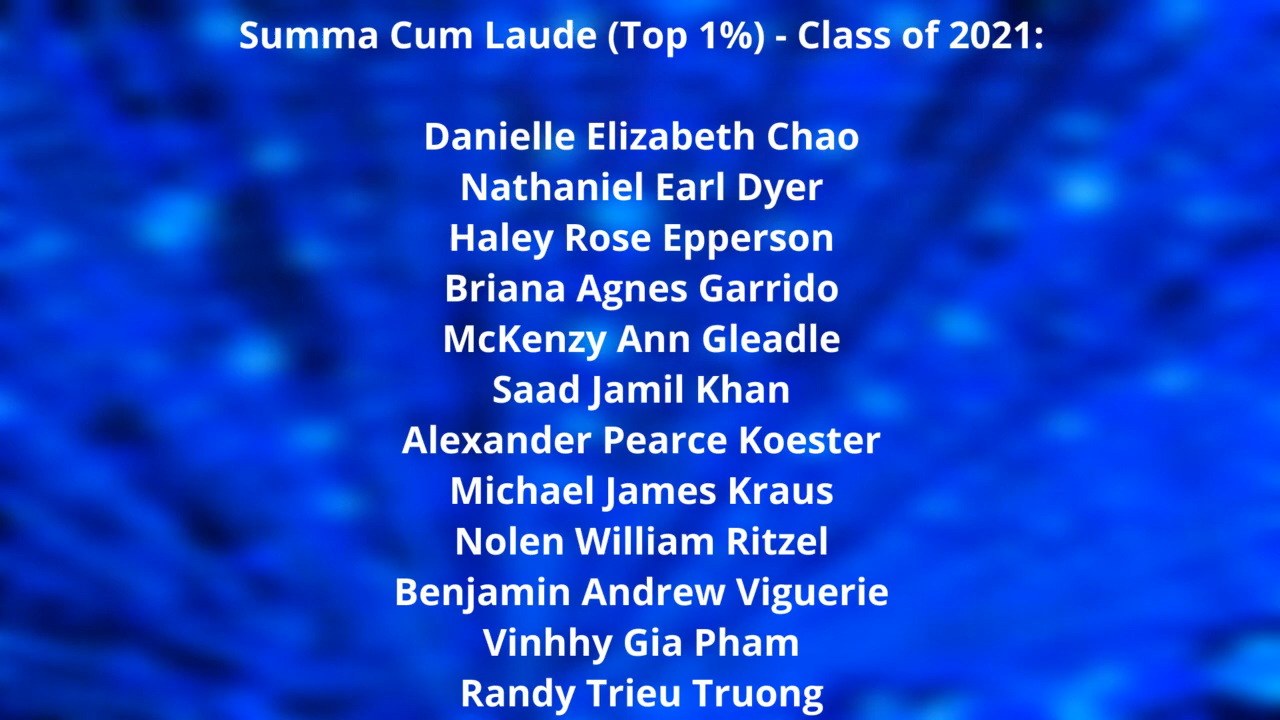 Summa Cum Laude (Top 1%) - Class of 2021:
Danielle Elizabeth Chao
Nathaniel Earl Dyer
Haley Rose Epperson
Briana Agnes Garrido
McKenzy Ann Gleadle
Saad Jamil Khan
Alexander Pearce Koester
Michael James Kraus
Nolen William Ritzel
Benjamin Andrew Viguerie
Vinhhy Gia Pham
Randy Trieu Truong